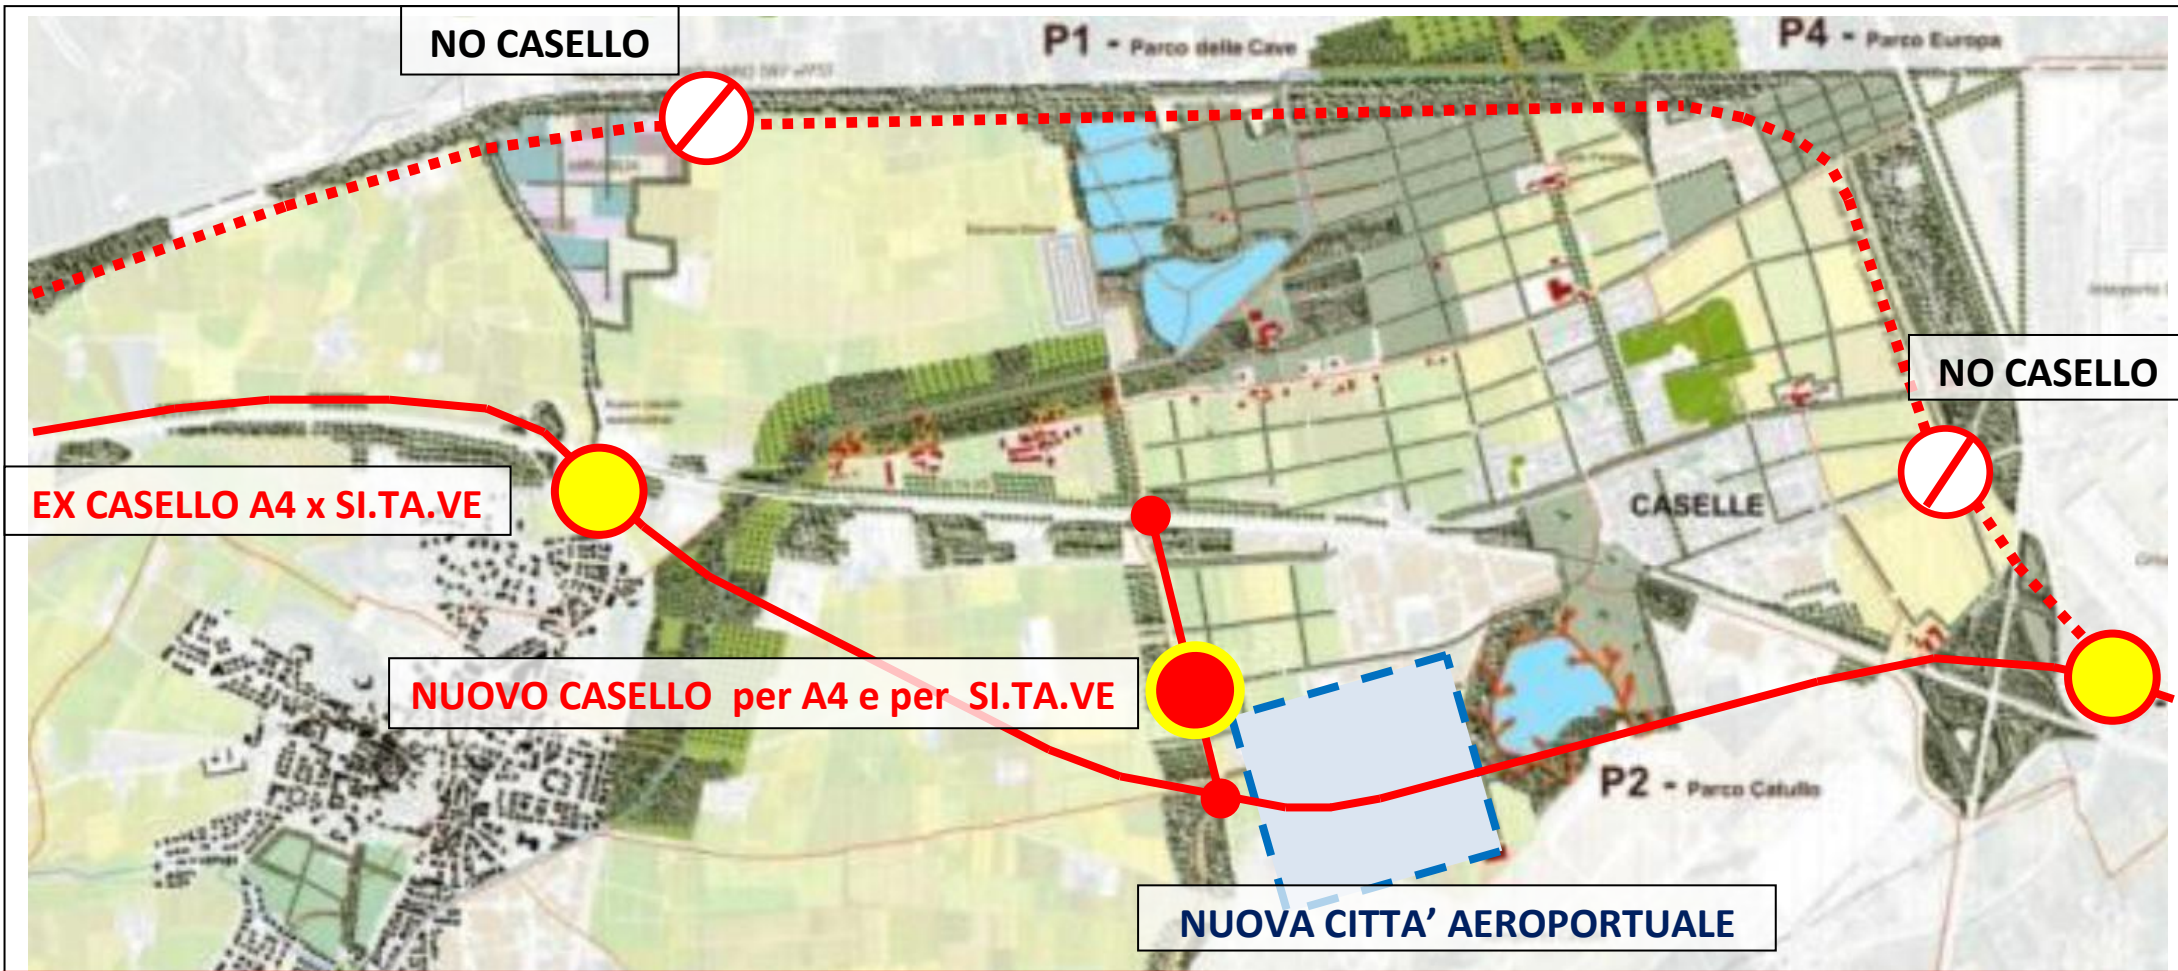 NO CASELLO
P1 - Parco delle Cave
P4 - Parco Europa
NO CASELLO
EX CASELLO A4 x SI.TA.VE
CASELLE
NUOVO CASELLO per A4 e per SI.TA.VE
P2 - Parco Catullo
NUOVA CITTA’ AEROPORTUALE